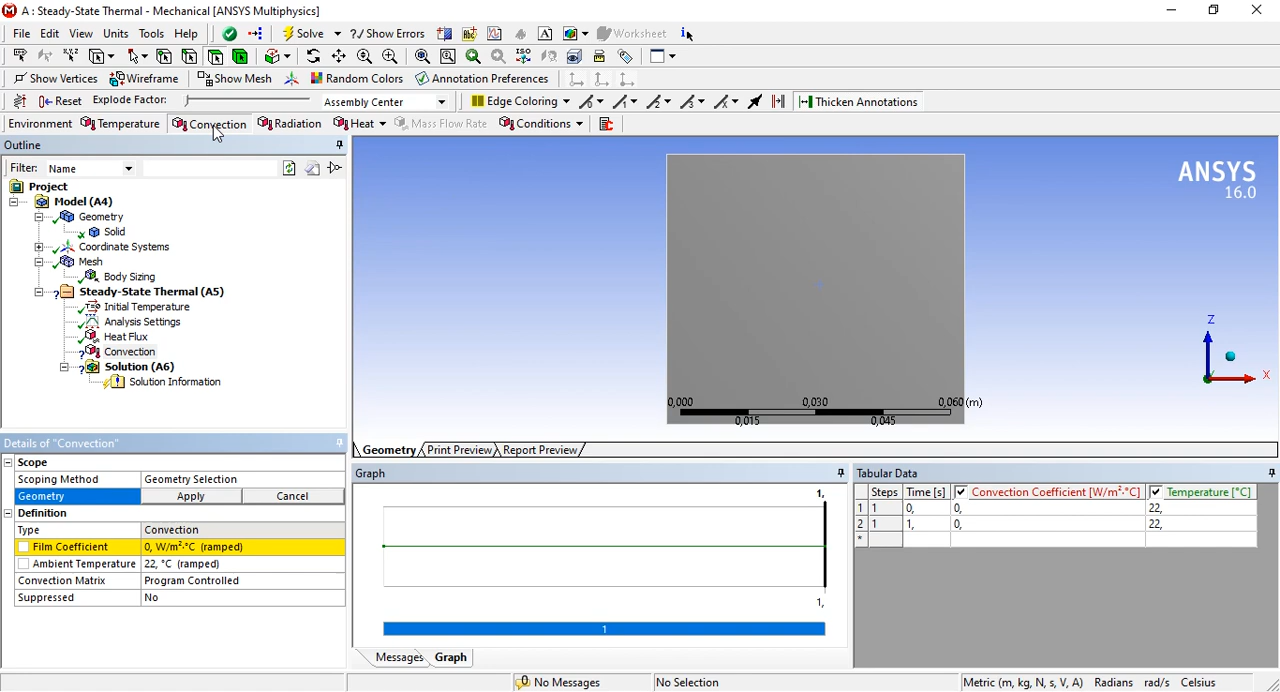 A : Steady-State Thermal - Mechanical [ANSYS Multiphysics]
File Edit View Units Tools Help Solve ?/ Show Errors Worksheet
Show Vertices Wireframe Show Mesh Random Colors Annotation Preferences
Reset Explode Factor: Assembly Center Edge Coloring Thicken Annotations
Environment Temperature Convection Radiation Heat Mass Flow Rate Conditions
Outline
Filter: Name
Project
Model (A4)
Geometry
Solid
Coordinate Systems
Mesh
Body Sizing
Steady-State Thermal (A5)
Initial Temperature
Analysis Settings
Heat Flux
Convection
Solution (A6)
Solution Information
ANSYS
16.0
Z
X
0,000 0,030 0,060 (m)
0,015 0,045
Geometry Print Preview Report Preview
Details of "Convection"
Scope
Scoping Method Geometry Selection
Geometry Apply Cancel
Definition
Type Convection
Film Coefficient 0, W/m²·°C (ramped)
Ambient Temperature 22, °C (ramped)
Convection Matrix Program Controlled
Suppressed No
Graph
1,
1,
1
Messages Graph
Tabular Data
Steps Time [s] Convection Coefficient [W/m²·°C] Temperature [°C]
1 1 0, 0, 22,
2 1 1, 0, 22,
*
0 No Messages No Selection Metric (m, kg, N, s, V, A) Radians rad/s Celsius